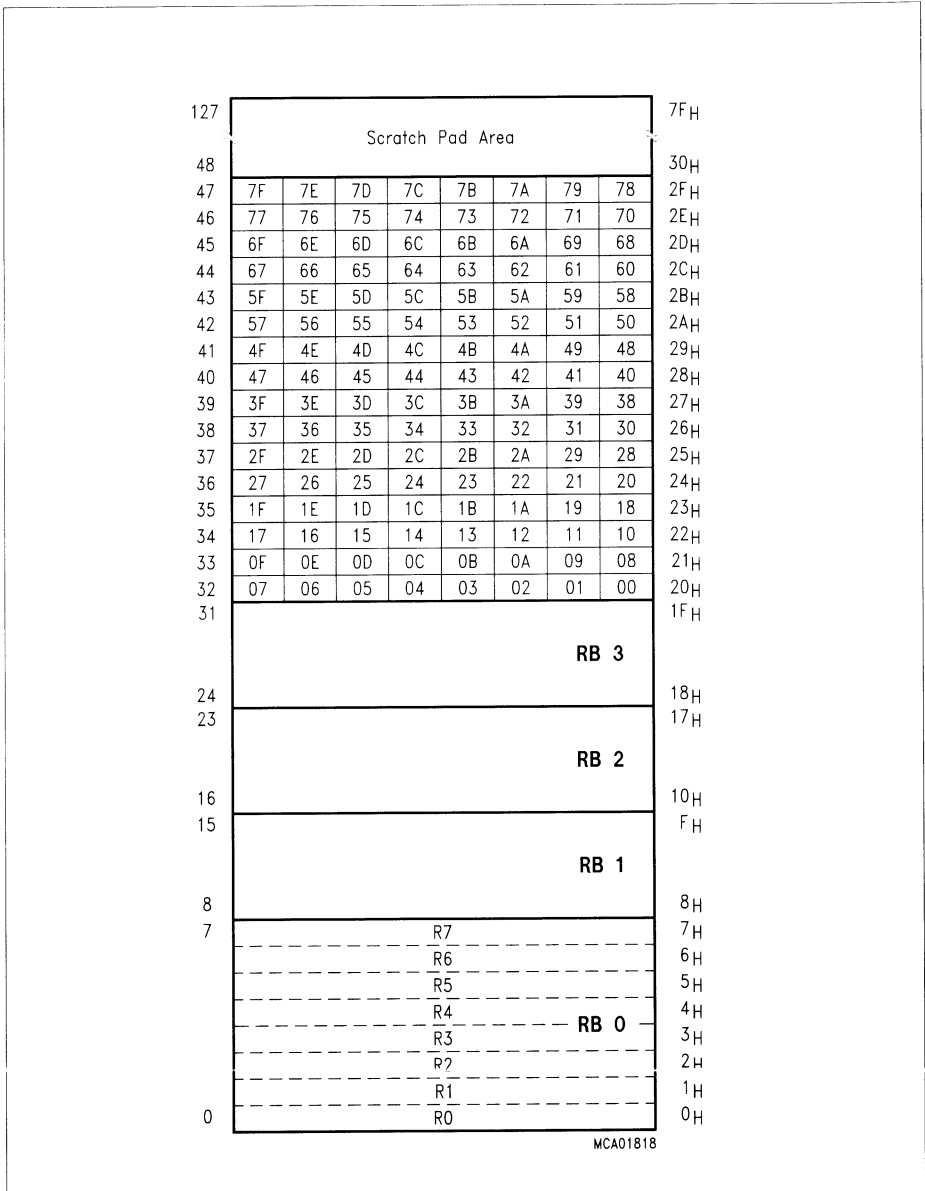 127 7FH
Scratch Pad Area
48 30H
47 7F 7E 7D 7C 7B 7A 79 78 2FH
46 77 76 75 74 73 72 71 70 2EH
45 6F 6E 6D 6C 6B 6A 69 68 2DH
44 67 66 65 64 63 62 61 60 2CH
43 5F 5E 5D 5C 5B 5A 59 58 2BH
42 57 56 55 54 53 52 51 50 2AH
41 4F 4E 4D 4C 4B 4A 49 48 29H
40 47 46 45 44 43 42 41 40 28H
39 3F 3E 3D 3C 3B 3A 39 38 27H
38 37 36 35 34 33 32 31 30 26H
37 2F 2E 2D 2C 2B 2A 29 28 25H
36 27 26 25 24 23 22 21 20 24H
35 1F 1E 1D 1C 1B 1A 19 18 23H
34 17 16 15 14 13 12 11 10 22H
33 0F 0E 0D 0C 0B 0A 09 08 21H
32 07 06 05 04 03 02 01 00 20H
31 1FH
RB 3
24 18H
23 17H
RB 2
16 10H
15 FH
RB 1
8 8H
7 R7 7H
R6 6H
R5 5H
R4 4H
RB 0
R3 3H
R2 2H
R1 1H
0 R0 0H
MCA01818